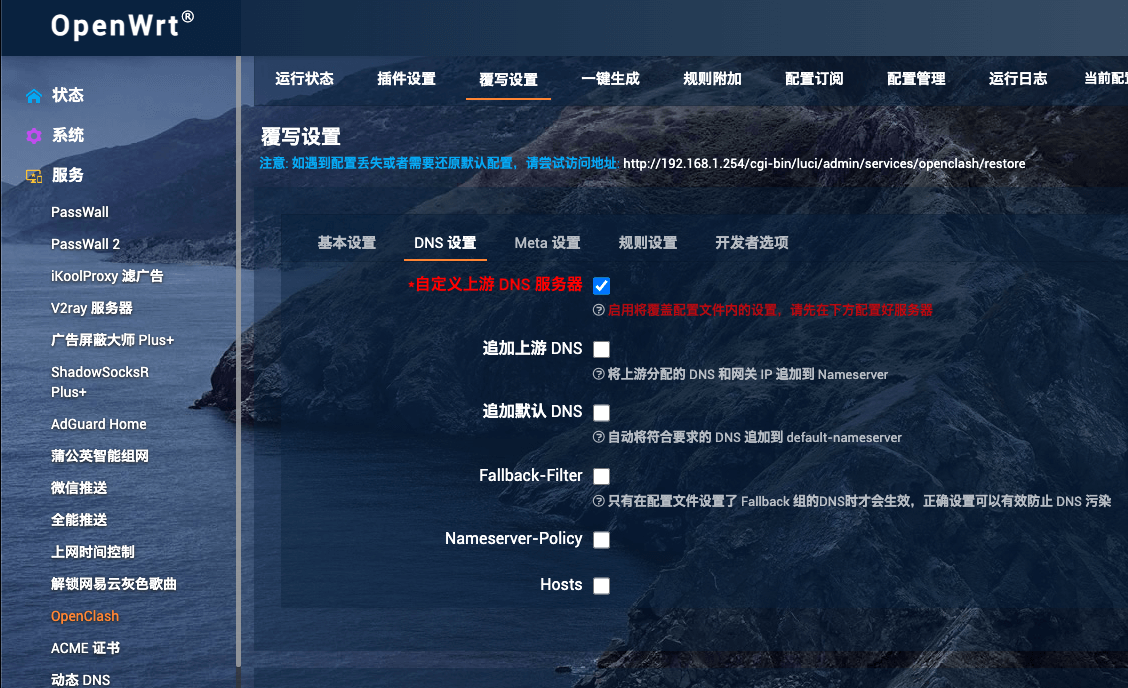 OpenWrt®
状态
系统
服务
PassWall
PassWall 2
iKoolProxy 滤广告
V2ray 服务器
广告屏蔽大师 Plus+
ShadowSocksR
Plus+
AdGuard Home
蒲公英智能组网
微信推送
全能推送
上网时间控制
解锁网易云灰色歌曲
OpenClash
ACME 证书
动态 DNS
运行状态 插件设置 覆写设置 一键生成 规则附加 配置订阅 配置管理 运行日志 当前配
覆写设置
注意: 如遇到配置丢失或者需要还原默认配置，请尝试访问地址: http://192.168.1.254/cgi-bin/luci/admin/services/openclash/restore
基本设置 DNS 设置 Meta 设置 规则设置 开发者选项
*自定义上游 DNS 服务器
启用将覆盖配置文件内的设置，请先在下方配置好服务器
追加上游 DNS
将上游分配的 DNS 和网关 IP 追加到 Nameserver
追加默认 DNS
自动将符合要求的 DNS 追加到 default-nameserver
Fallback-Filter
只有在配置文件设置了 Fallback 组的DNS时才会生效，正确设置可以有效防止 DNS 污染
Nameserver-Policy
Hosts